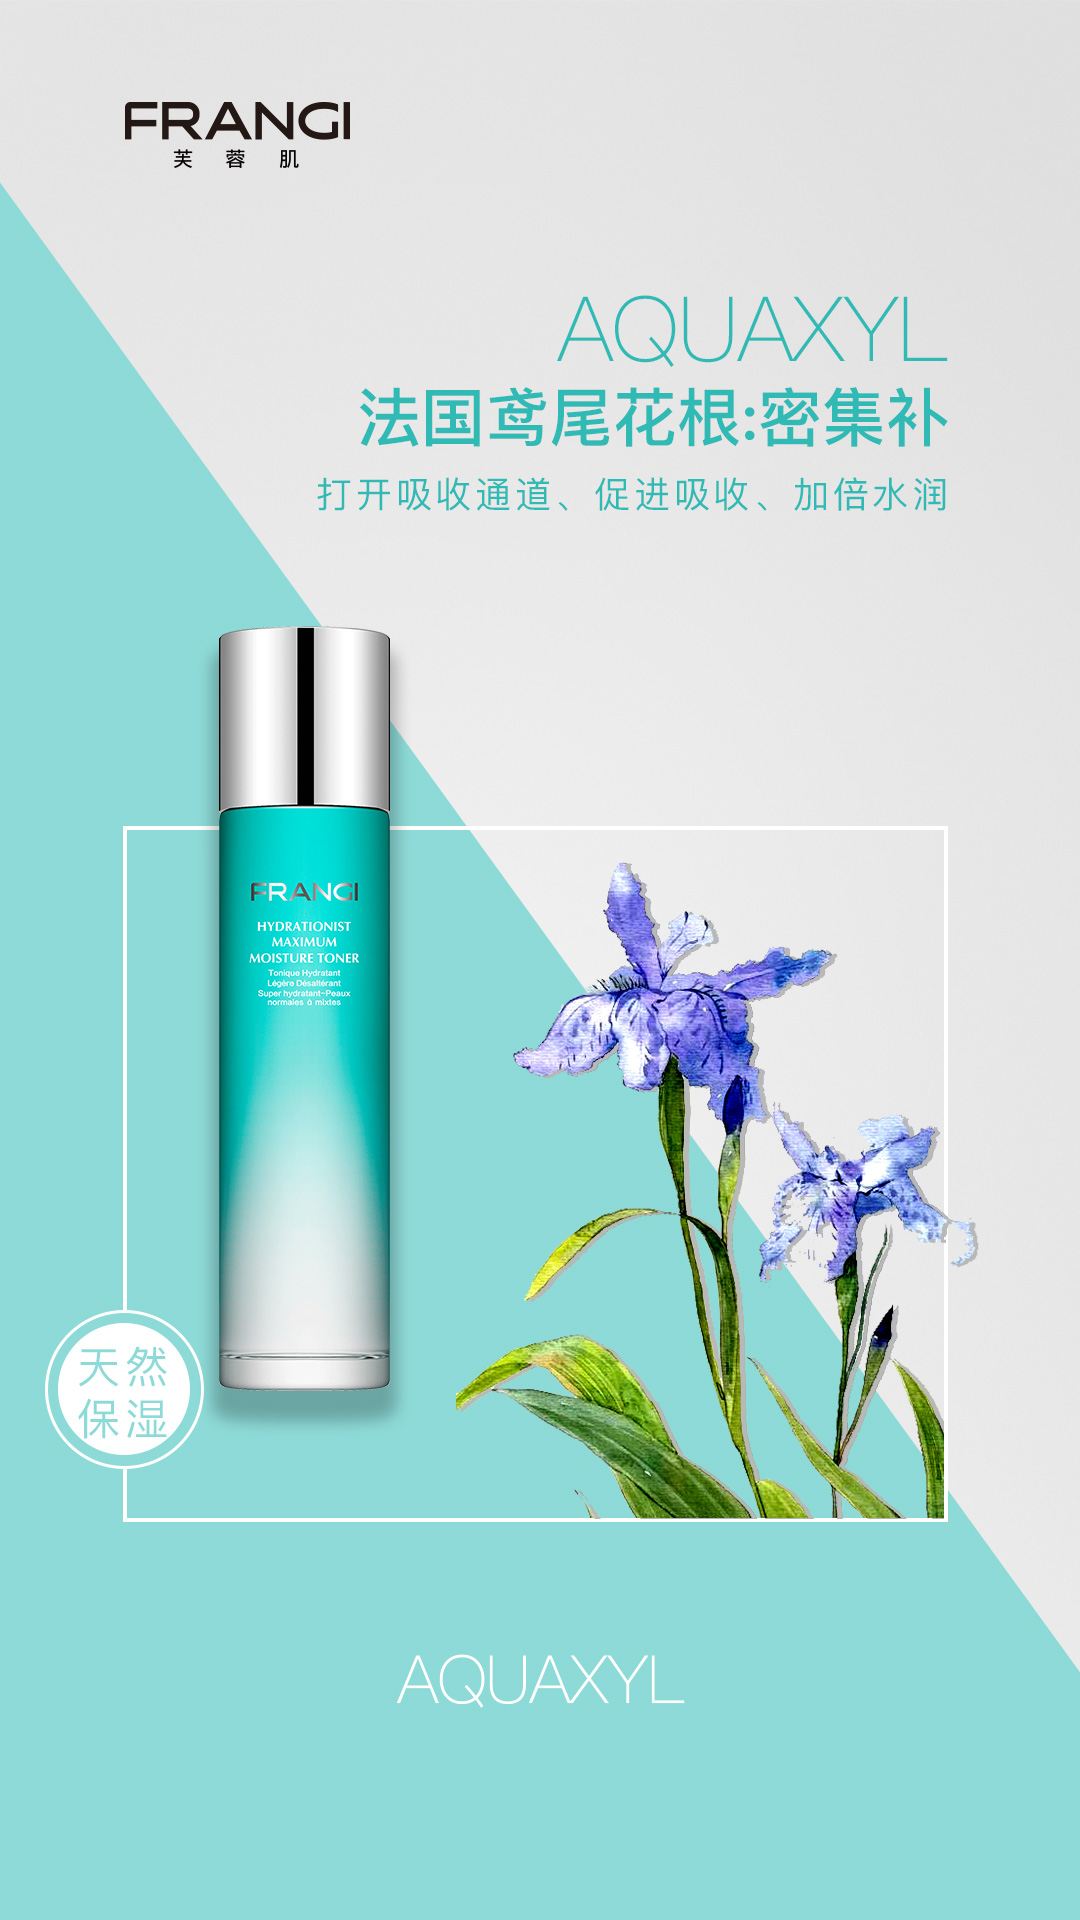 FRANGI
芙蓉肌
AQUAXYL
法国鸢尾花根:密集补
打开吸收通道、促进吸收、加倍水润
FRANGI
HYDRATIONIST
MAXIMUM
MOISTURE TONER
Tonique Hydratant
Légère Désaltérant
Super hydratant-Peaux
normales à mixtes
天然
保湿
AQUAXYL